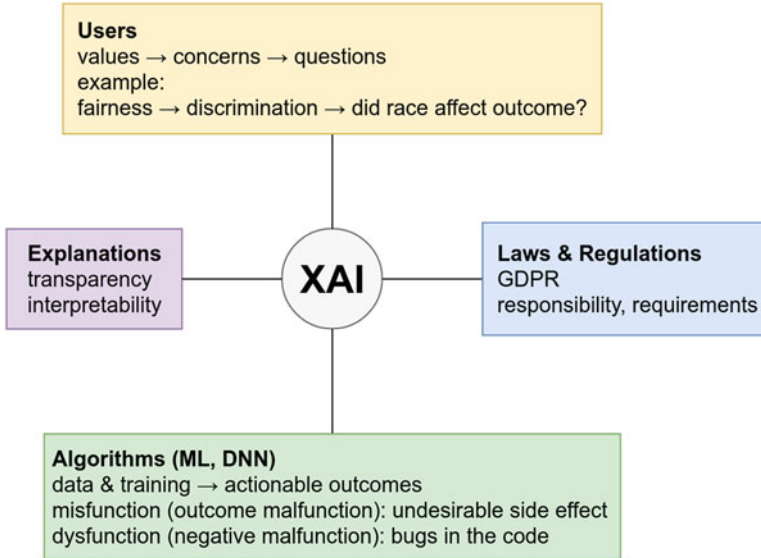 Users
values → concerns → questions
example:
fairness → discrimination → did race affect outcome?
Explanations
transparency
interpretability
XAI
Laws & Regulations
GDPR
responsibility, requirements
Algorithms (ML, DNN)
data & training → actionable outcomes
misfunction (outcome malfunction): undesirable side effect
dysfunction (negative malfunction): bugs in the code